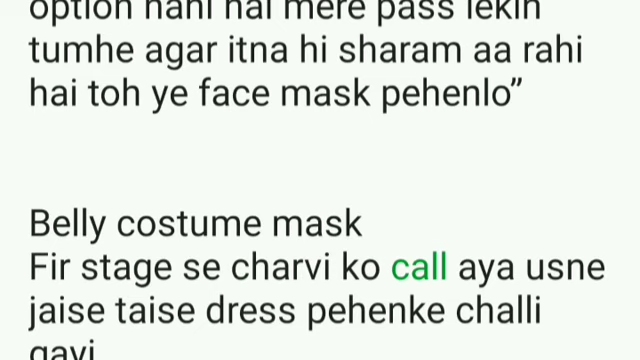 option nahi hai mere pass lekin
tumhe agar itna hi sharam aa rahi
hai toh ye face mask pehenlo”
Belly costume mask
Fir stage se charvi ko call aya usne
jaise taise dress pehenke challi
gayi